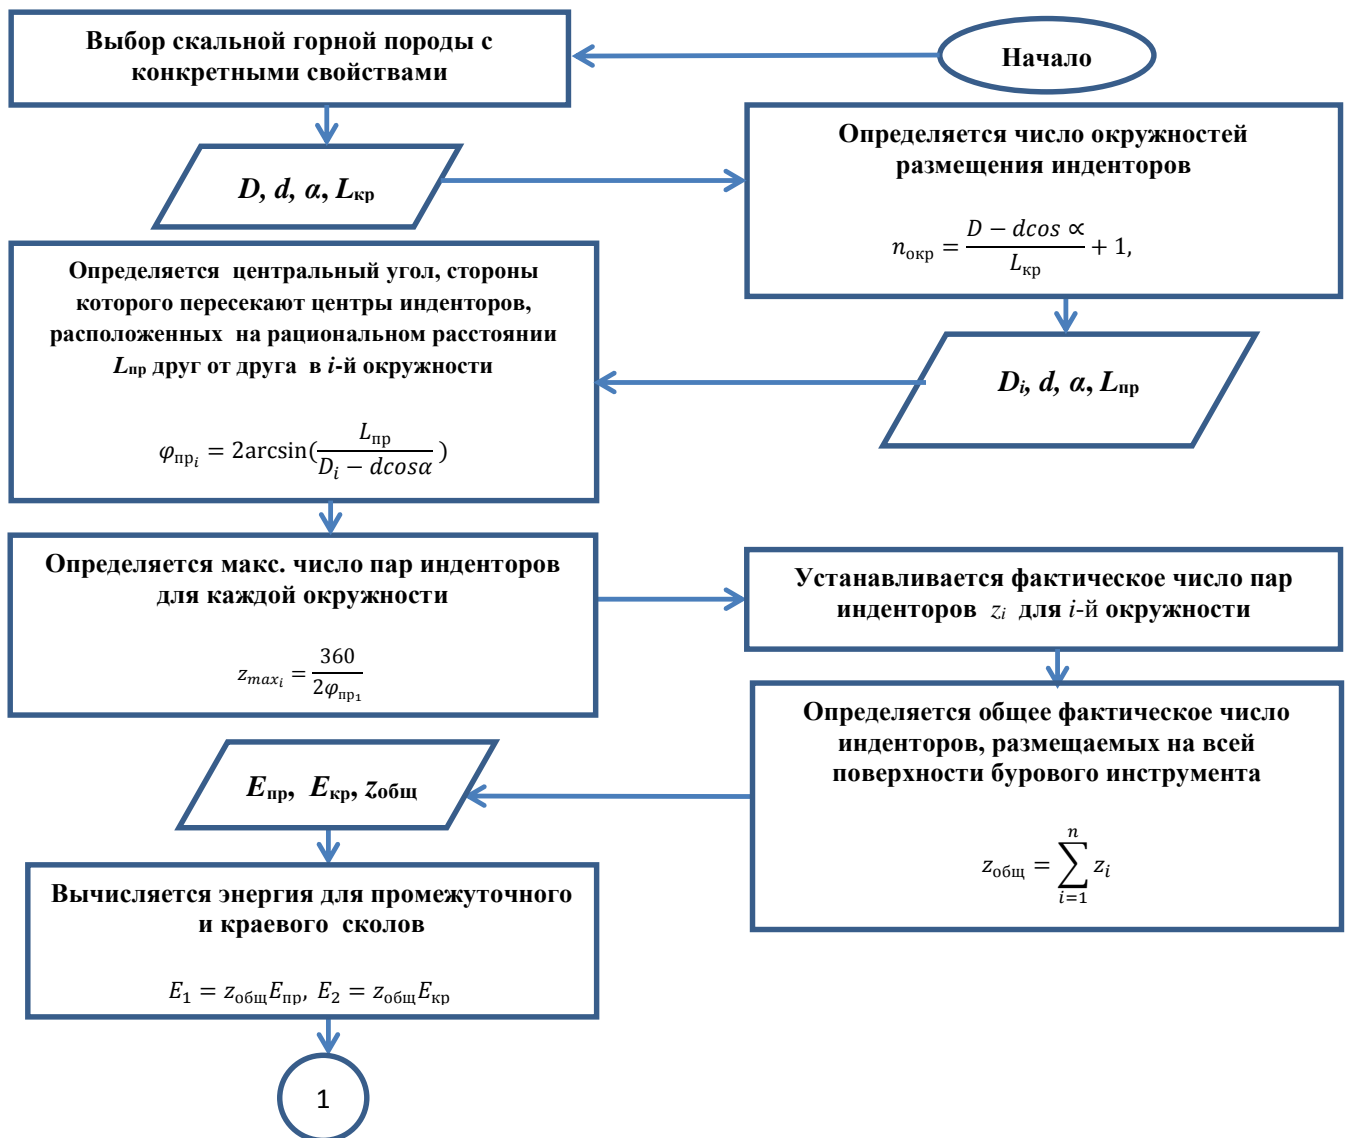 Начало
Выбор скальной горной породы с
конкретными свойствами
D, d, α, Lкр
Определяется число окружностей
размещения инденторов
nокр = (D − dcos ∝)/Lкр + 1,
Di, d, α, Lпр
Определяется центральный угол, стороны
которого пересекают центры инденторов,
расположенных на рациональном расстоянии
Lпр друг от друга в i-й окружности
φпрi = 2arcsin(Lпр/(Di − dcosα))
Определяется макс. число пар инденторов
для каждой окружности
zmaxi = 360/(2φпр1)
Устанавливается фактическое число пар
инденторов zi для i-й окружности
Определяется общее фактическое число
инденторов, размещаемых на всей
поверхности бурового инструмента
zобщ = ∑ i=1 n zi
Eпр, Eкр, zобщ
Вычисляется энергия для промежуточного
и краевого сколов
E1 = zобщEпр, E2 = zобщEкр
1